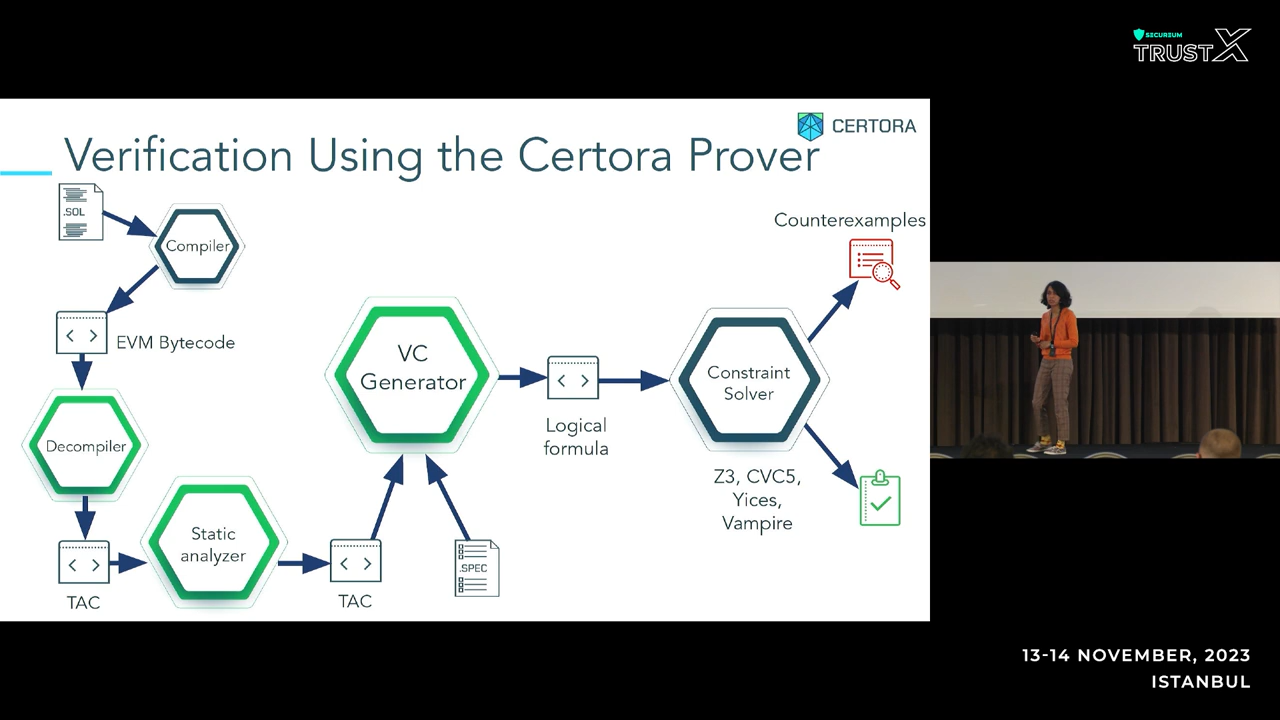 SECUREUM
TRUSTX
CERTORA
Verification Using the Certora Prover
.SOL
Compiler
Counterexamples
EVM Bytecode
VC
Generator
Constraint
Solver
Decompiler
Logical
formula
Z3, CVC5,
Yices,
Vampire
Static
analyzer
.SPEC
TAC
TAC
13-14 NOVEMBER, 2023
ISTANBUL